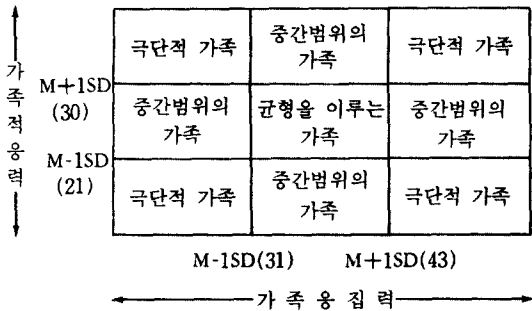 극단적 가족
중간범위의
가족
극단적 가족
가족적응력
M+1SD
(30)
중간범위의
가족
균형을 이루는
가족
중간범위의
가족
M-1SD
(21)
극단적 가족
중간범위의
가족
극단적 가족
M-1SD(31) M+1SD(43)
가족응집력